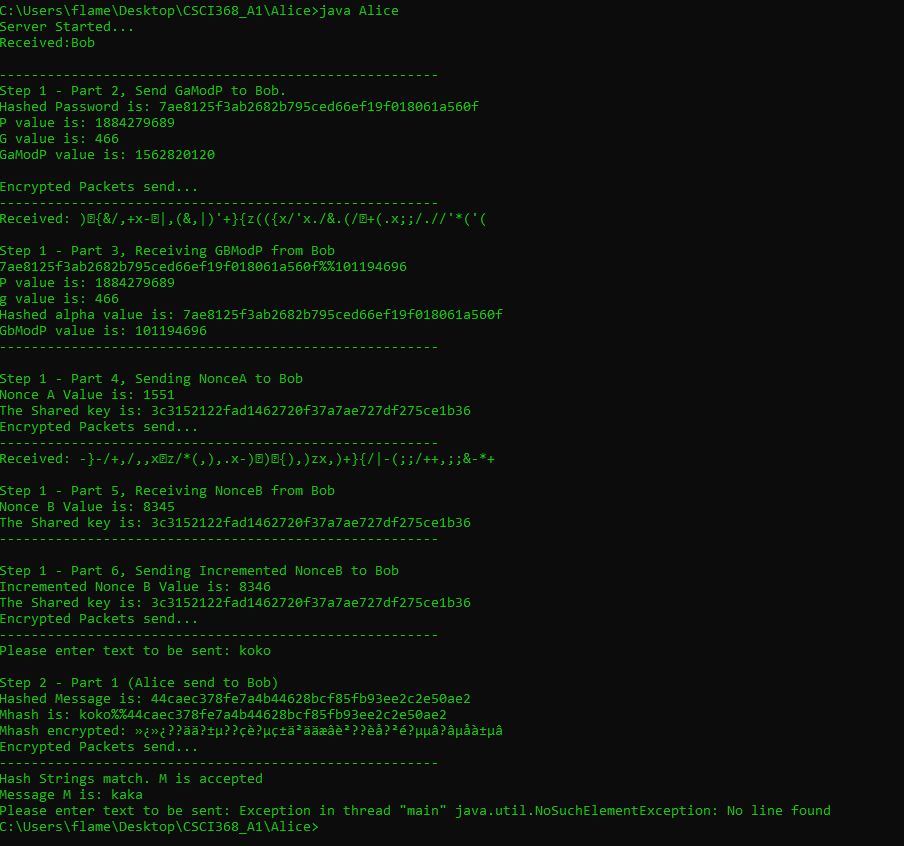 C:\Users\flame\Desktop\CSCI368_A1\Alice>java Alice
Server Started...
Received:Bob
------------------------------------------------------
Step 1 - Part 2, Send GaModP to Bob.
Hashed Password is: 7ae8125f3ab2682b795ced66ef19f018061a560f
P value is: 1884279689
G value is: 466
GaModP value is: 1562820120
Encrypted Packets send...
------------------------------------------------------
Received: )⍰{&/,+x-⍰|,(&,|)'+}{z(({x/'x./&.(/⍰+(.x;;/.//'*('(
Step 1 - Part 3, Receiving GBModP from Bob
7ae8125f3ab2682b795ced66ef19f018061a560f%%101194696
P value is: 1884279689
g value is: 466
Hashed alpha value is: 7ae8125f3ab2682b795ced66ef19f018061a560f
GbModP value is: 101194696
------------------------------------------------------
Step 1 - Part 4, Sending NonceA to Bob
Nonce A Value is: 1551
The Shared key is: 3c3152122fad1462720f37a7ae727df275ce1b36
Encrypted Packets send...
------------------------------------------------------
Received: -}-/+,/,,x⍰z/*(,),.x-)⍰)⍰{),)zx,)+}{/|-(;;/++,;;&-*+
Step 1 - Part 5, Receiving NonceB from Bob
Nonce B Value is: 8345
The Shared key is: 3c3152122fad1462720f37a7ae727df275ce1b36
------------------------------------------------------
Step 1 - Part 6, Sending Incremented NonceB to Bob
Incremented Nonce B Value is: 8346
The Shared key is: 3c3152122fad1462720f37a7ae727df275ce1b36
Encrypted Packets send...
------------------------------------------------------
Please enter text to be sent: koko
Step 2 - Part 1 (Alice send to Bob)
Hashed Message is: 44caec378fe7a4b44628bcf85fb93ee2c2e50ae2
Mhash is: koko%%44caec378fe7a4b44628bcf85fb93ee2c2e50ae2
Mhash encrypted: »¿»¿??ää?±µ??çè?µç±ä²ääæâè²??èå?²é?µµâ?âµåà±µâ
Encrypted Packets send...
------------------------------------------------------
Hash Strings match. M is accepted
Message M is: kaka
Please enter text to be sent: Exception in thread "main" java.util.NoSuchElementException: No line found
C:\Users\flame\Desktop\CSCI368_A1\Alice>